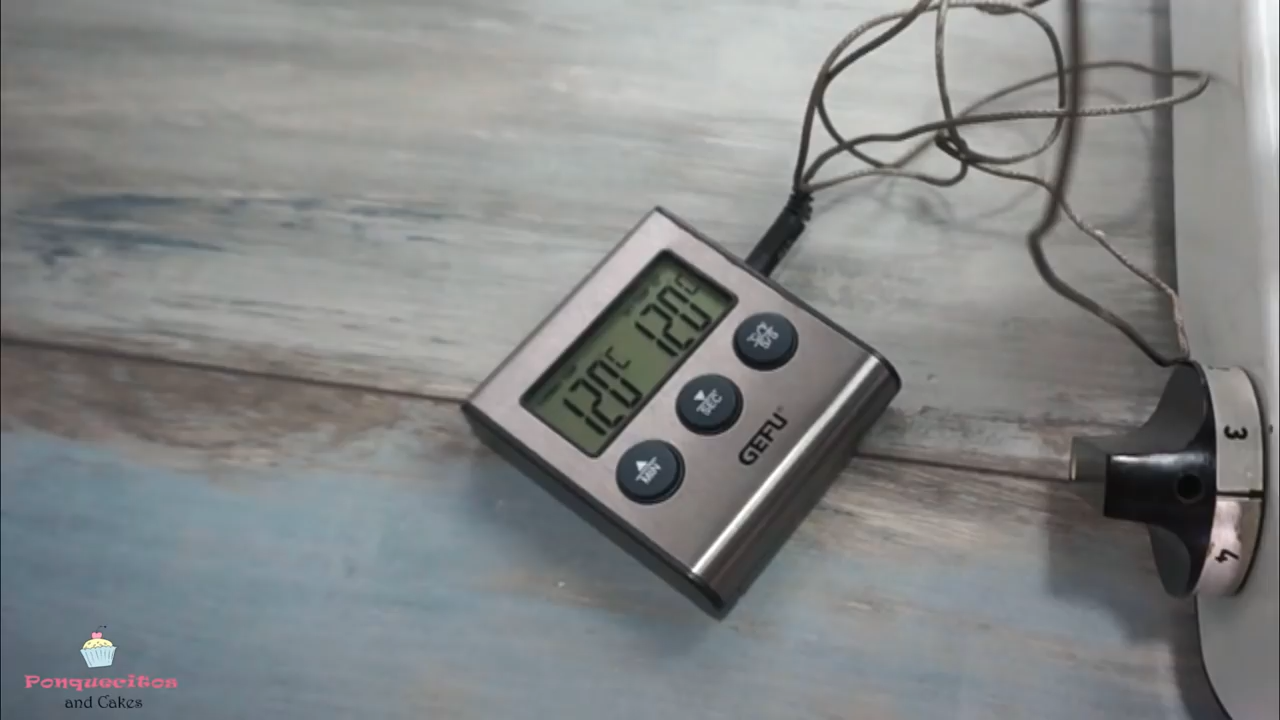 120°C 120°C
▲
MIN
▼
SEC
GEFU
3
4
Ponquecitos
and Cakes